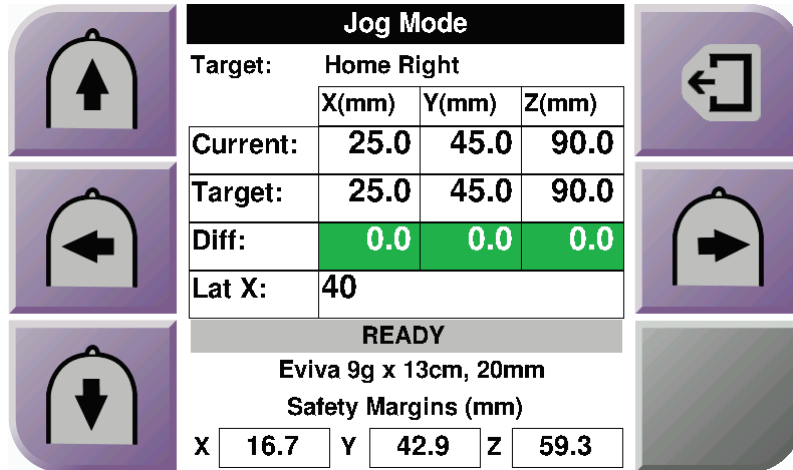 Jog Mode
Target: Home Right
X(mm) Y(mm) Z(mm)
Current: 25.0 45.0 90.0
Target: 25.0 45.0 90.0
Diff: 0.0 0.0 0.0
Lat X: 40
READY
Eviva 9g x 13cm, 20mm
Safety Margins (mm)
X 16.7 Y 42.9 Z 59.3